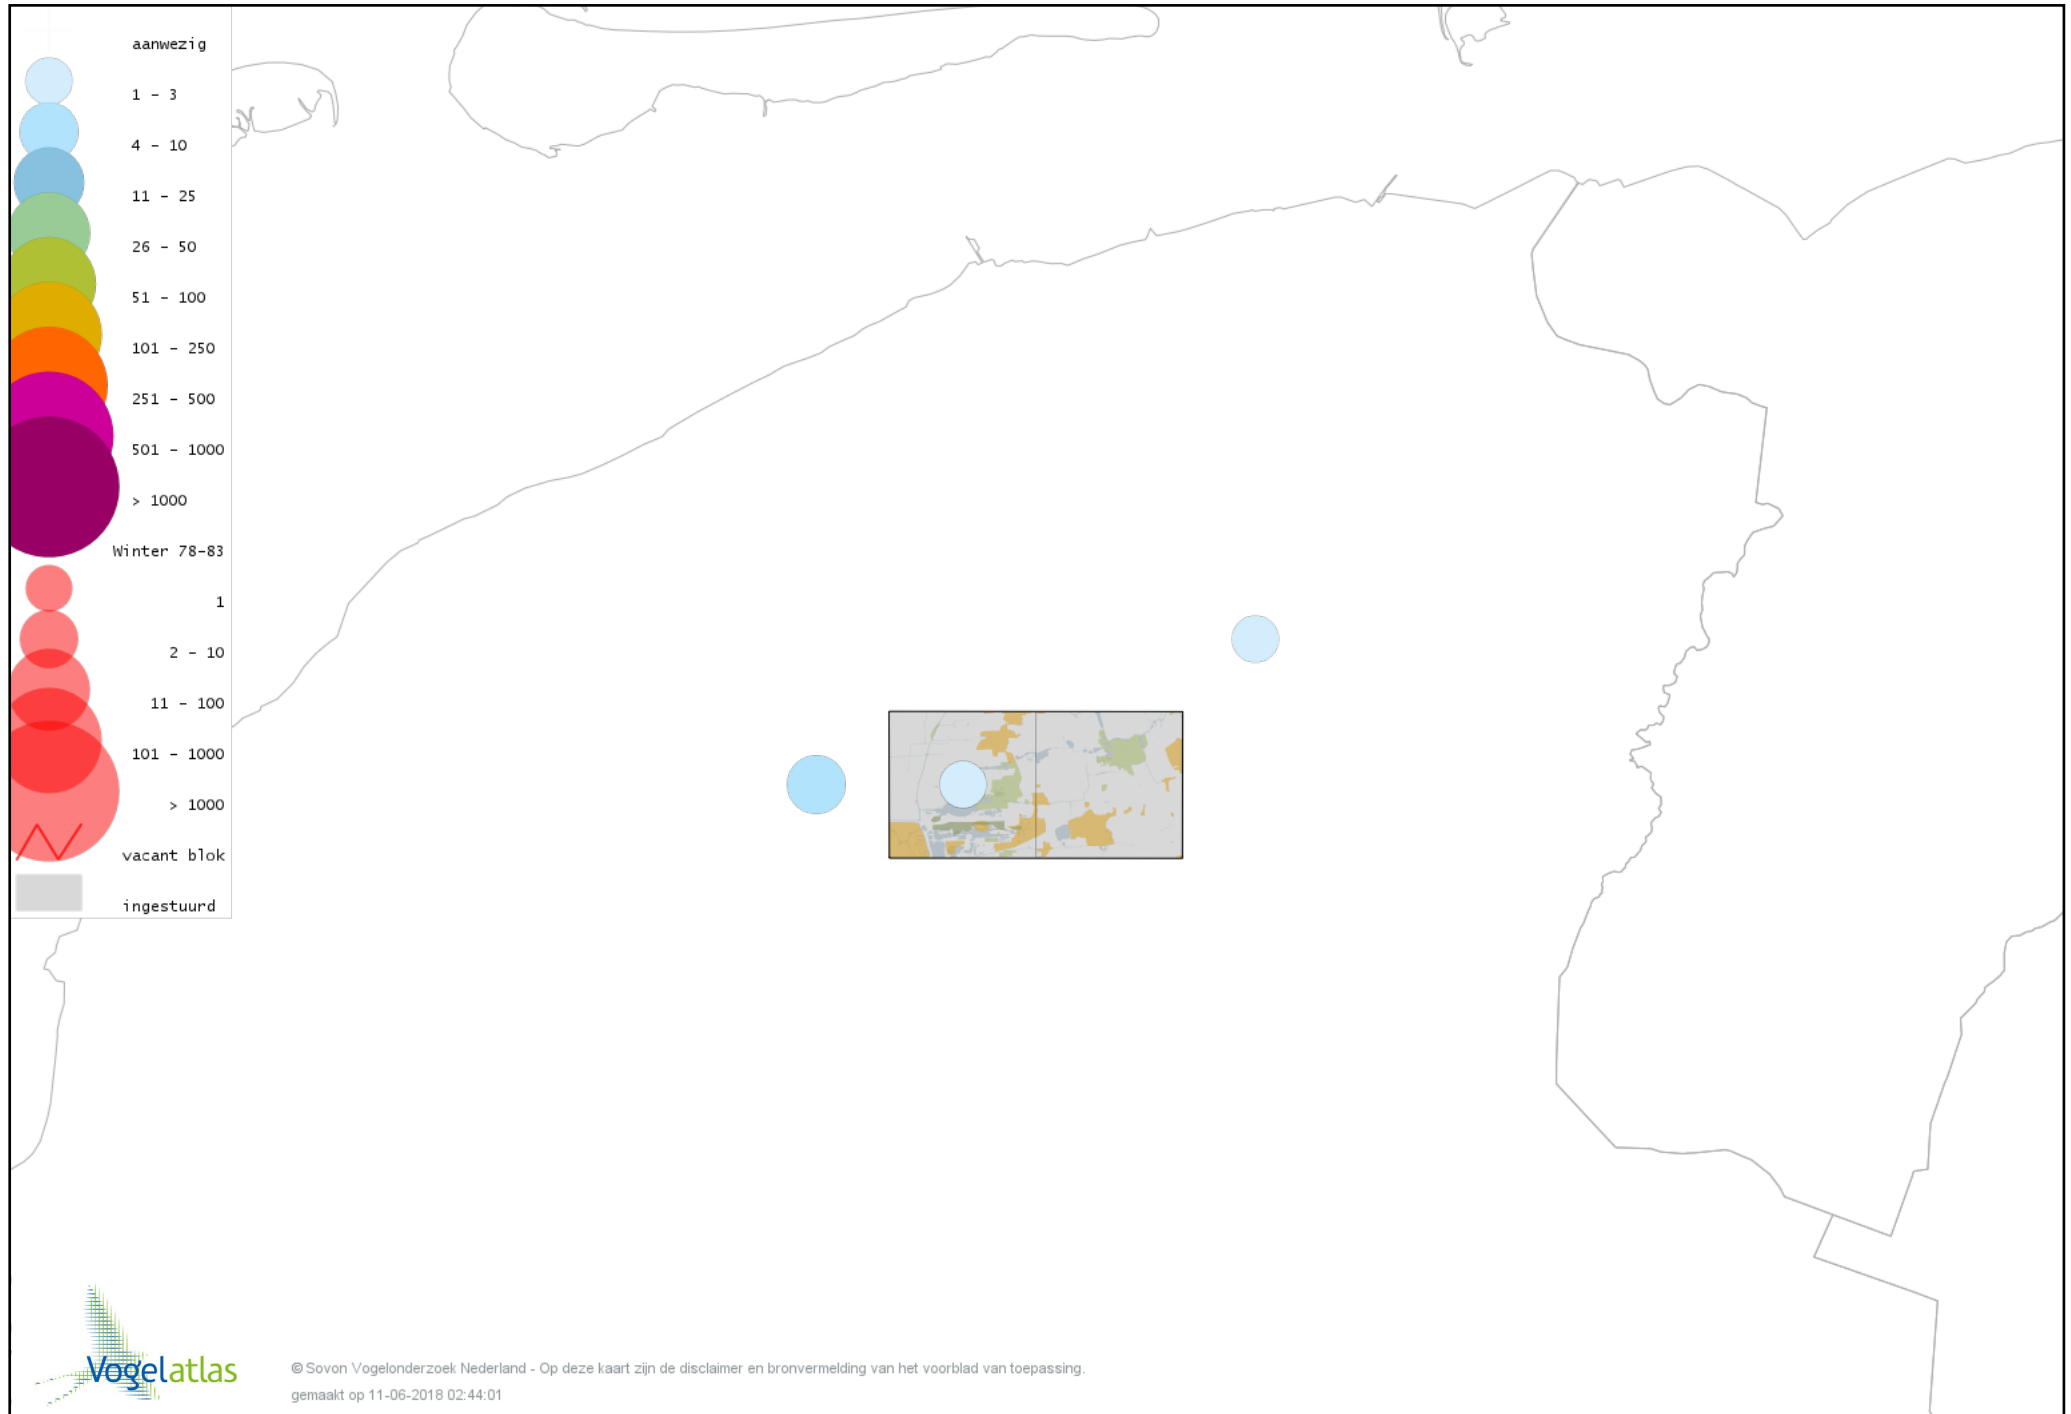 aanwezig
1 - 3
4 - 10
11 - 25
26 - 50
51 - 100
101 - 250
251 - 500
501 - 1000
> 1000
Winter 78-83
1
2 - 10
11 - 100
101 - 1000
> 1000
vacant blok
ingestuurd
Vogelatlas
© Sovon Vogelonderzoek Nederland - Op deze kaart zijn de disclaimer en bronvermelding van het voorblad van toepassing.
gemaakt op 11-06-2018 02:44:01